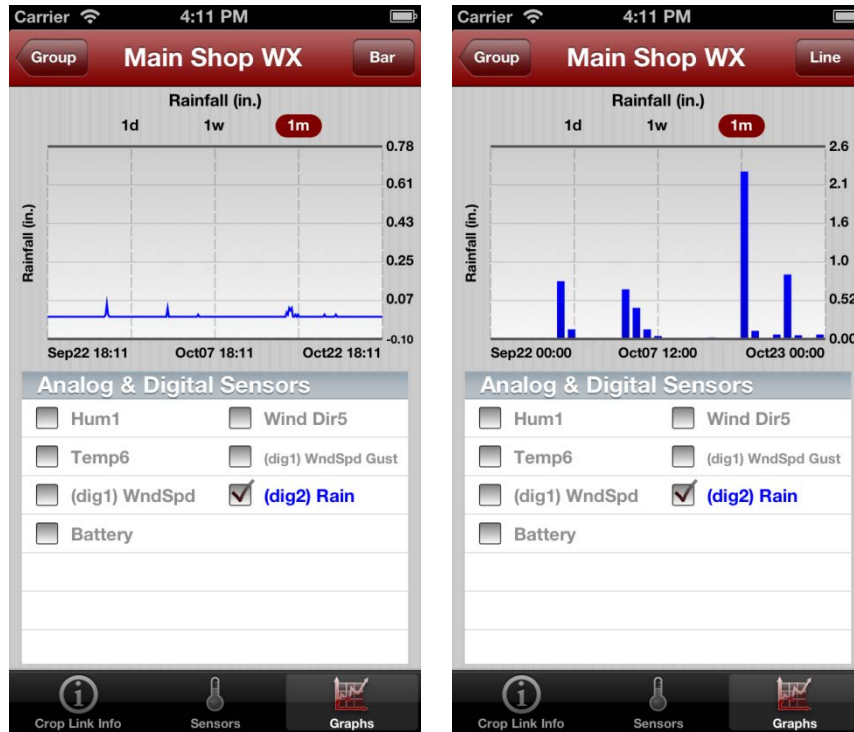 Carrier 4:11 PM
Group Main Shop WX Bar
Rainfall (in.)
1d 1w 1m
0.78
0.61
0.43
0.25
0.07
-0.10
Rainfall (in.)
Sep22 18:11 Oct07 18:11 Oct22 18:11
Analog & Digital Sensors
Hum1 Wind Dir5
Temp6 (dig1) WndSpd Gust
(dig1) WndSpd (dig2) Rain
Battery
Crop Link Info Sensors Graphs
Carrier 4:11 PM
Group Main Shop WX Line
Rainfall (in.)
1d 1w 1m
2.6
2.1
1.6
1.0
0.52
0.00
Rainfall (in.)
Sep22 00:00 Oct07 12:00 Oct23 00:00
Analog & Digital Sensors
Hum1 Wind Dir5
Temp6 (dig1) WndSpd Gust
(dig1) WndSpd (dig2) Rain
Battery
Crop Link Info Sensors Graphs